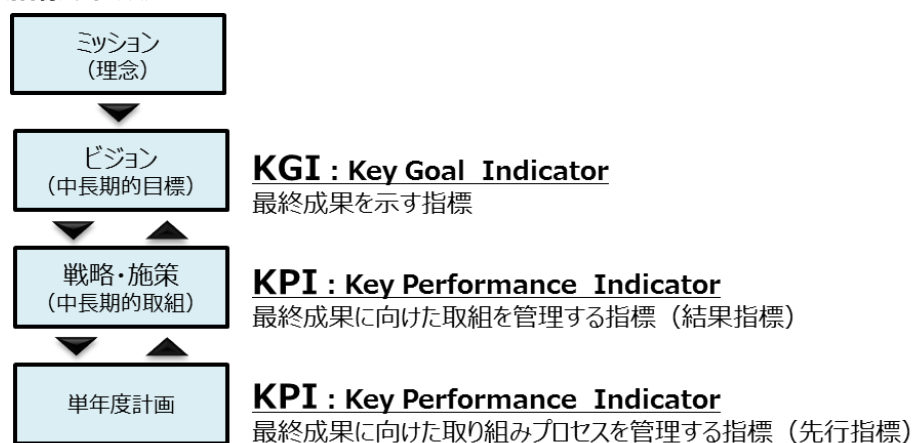 ミッション
（理念）
ビジョン
（中長期的目標）
KGI : Key Goal Indicator
最終成果を示す指標
戦略・施策
（中長期的取組）
KPI : Key Performance Indicator
最終成果に向けた取組を管理する指標（結果指標）
単年度計画
KPI : Key Performance Indicator
最終成果に向けた取り組みプロセスを管理する指標（先行指標）